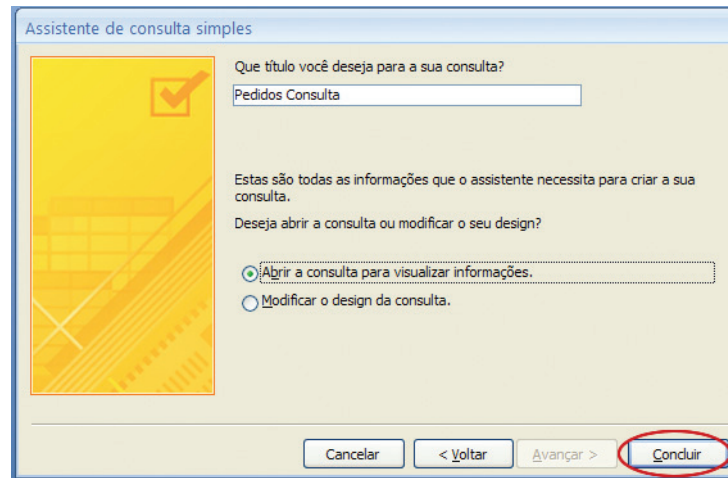 Assistente de consulta simples
Que título você deseja para a sua consulta?
Pedidos Consulta
Estas são todas as informações que o assistente necessita para criar a sua
consulta.
Deseja abrir a consulta ou modificar o seu design?
Abrir a consulta para visualizar informações.
Modificar o design da consulta.
Cancelar
< Voltar
Avançar >
Concluir